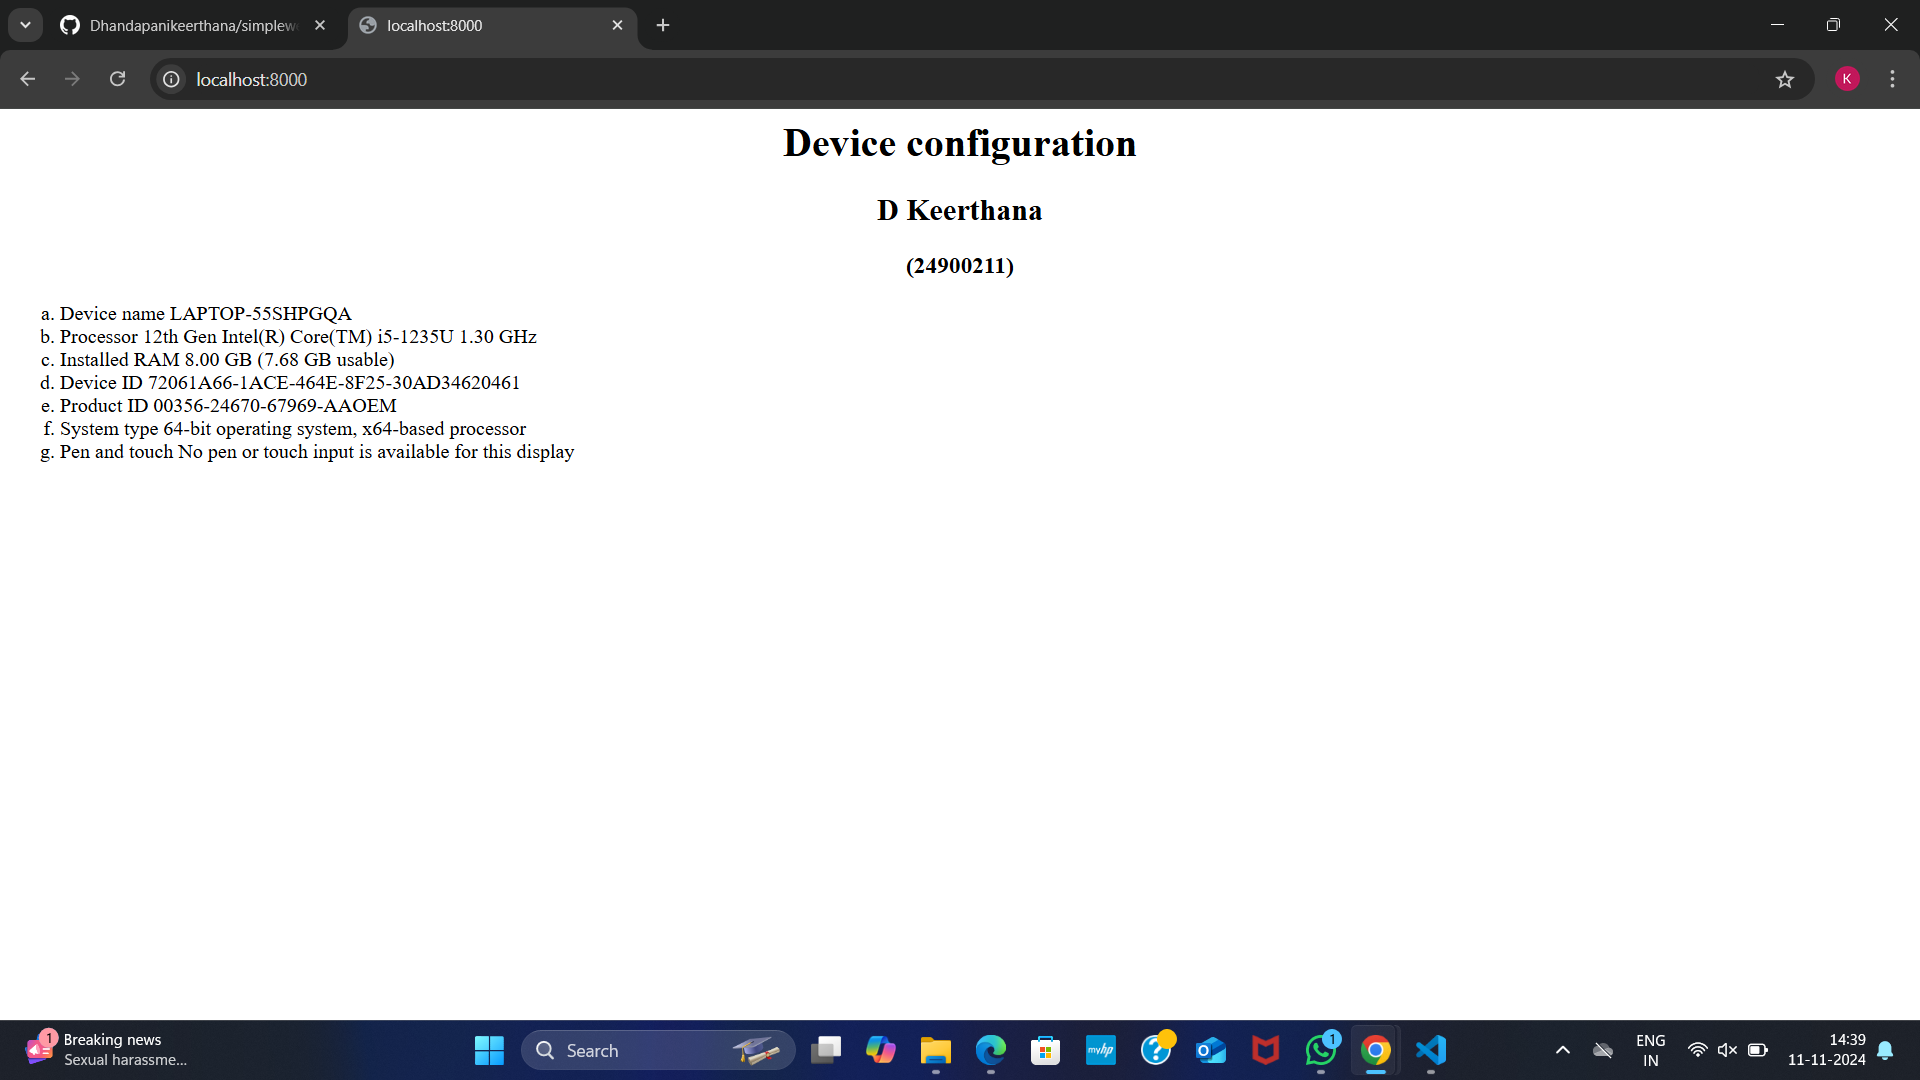 Dhandapanikeerthana/simplew
localhost:8000
localhost:8000
K
Device configuration
D Keerthana
(24900211)
a. Device name LAPTOP-55SHPGQA
b. Processor 12th Gen Intel(R) Core(TM) i5-1235U 1.30 GHz
c. Installed RAM 8.00 GB (7.68 GB usable)
d. Device ID 72061A66-1ACE-464E-8F25-30AD34620461
e. Product ID 00356-24670-67969-AAOEM
f. System type 64-bit operating system, x64-based processor
g. Pen and touch No pen or touch input is available for this display
1
Breaking news
Sexual harassme...
Search
myhp
1
ENG
IN
14:39
11-11-2024